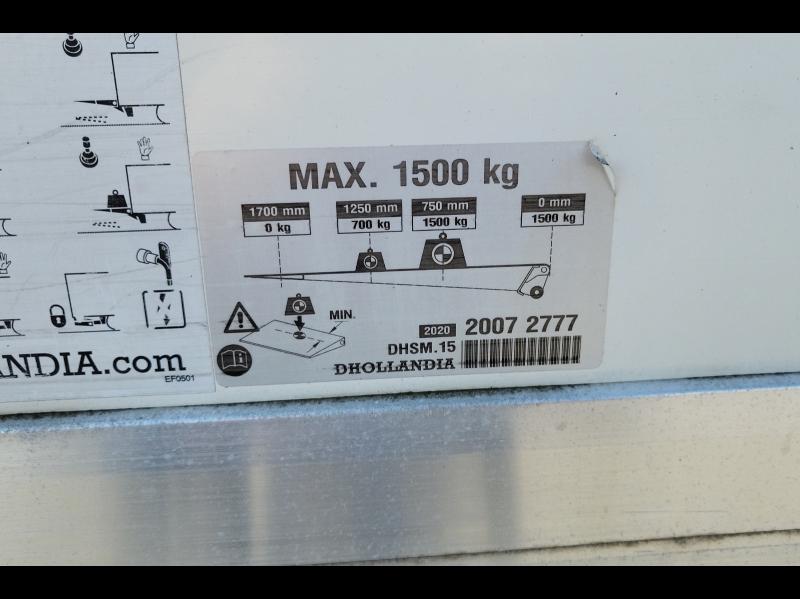 MAX. 1500 kg
1700 mm 1250 mm 750 mm 0 mm
0 kg 700 kg 1500 kg 1500 kg
MIN.
2020 2007 2777
DHSM.15
DHOLLANDIA
NDIA.com
EF0501